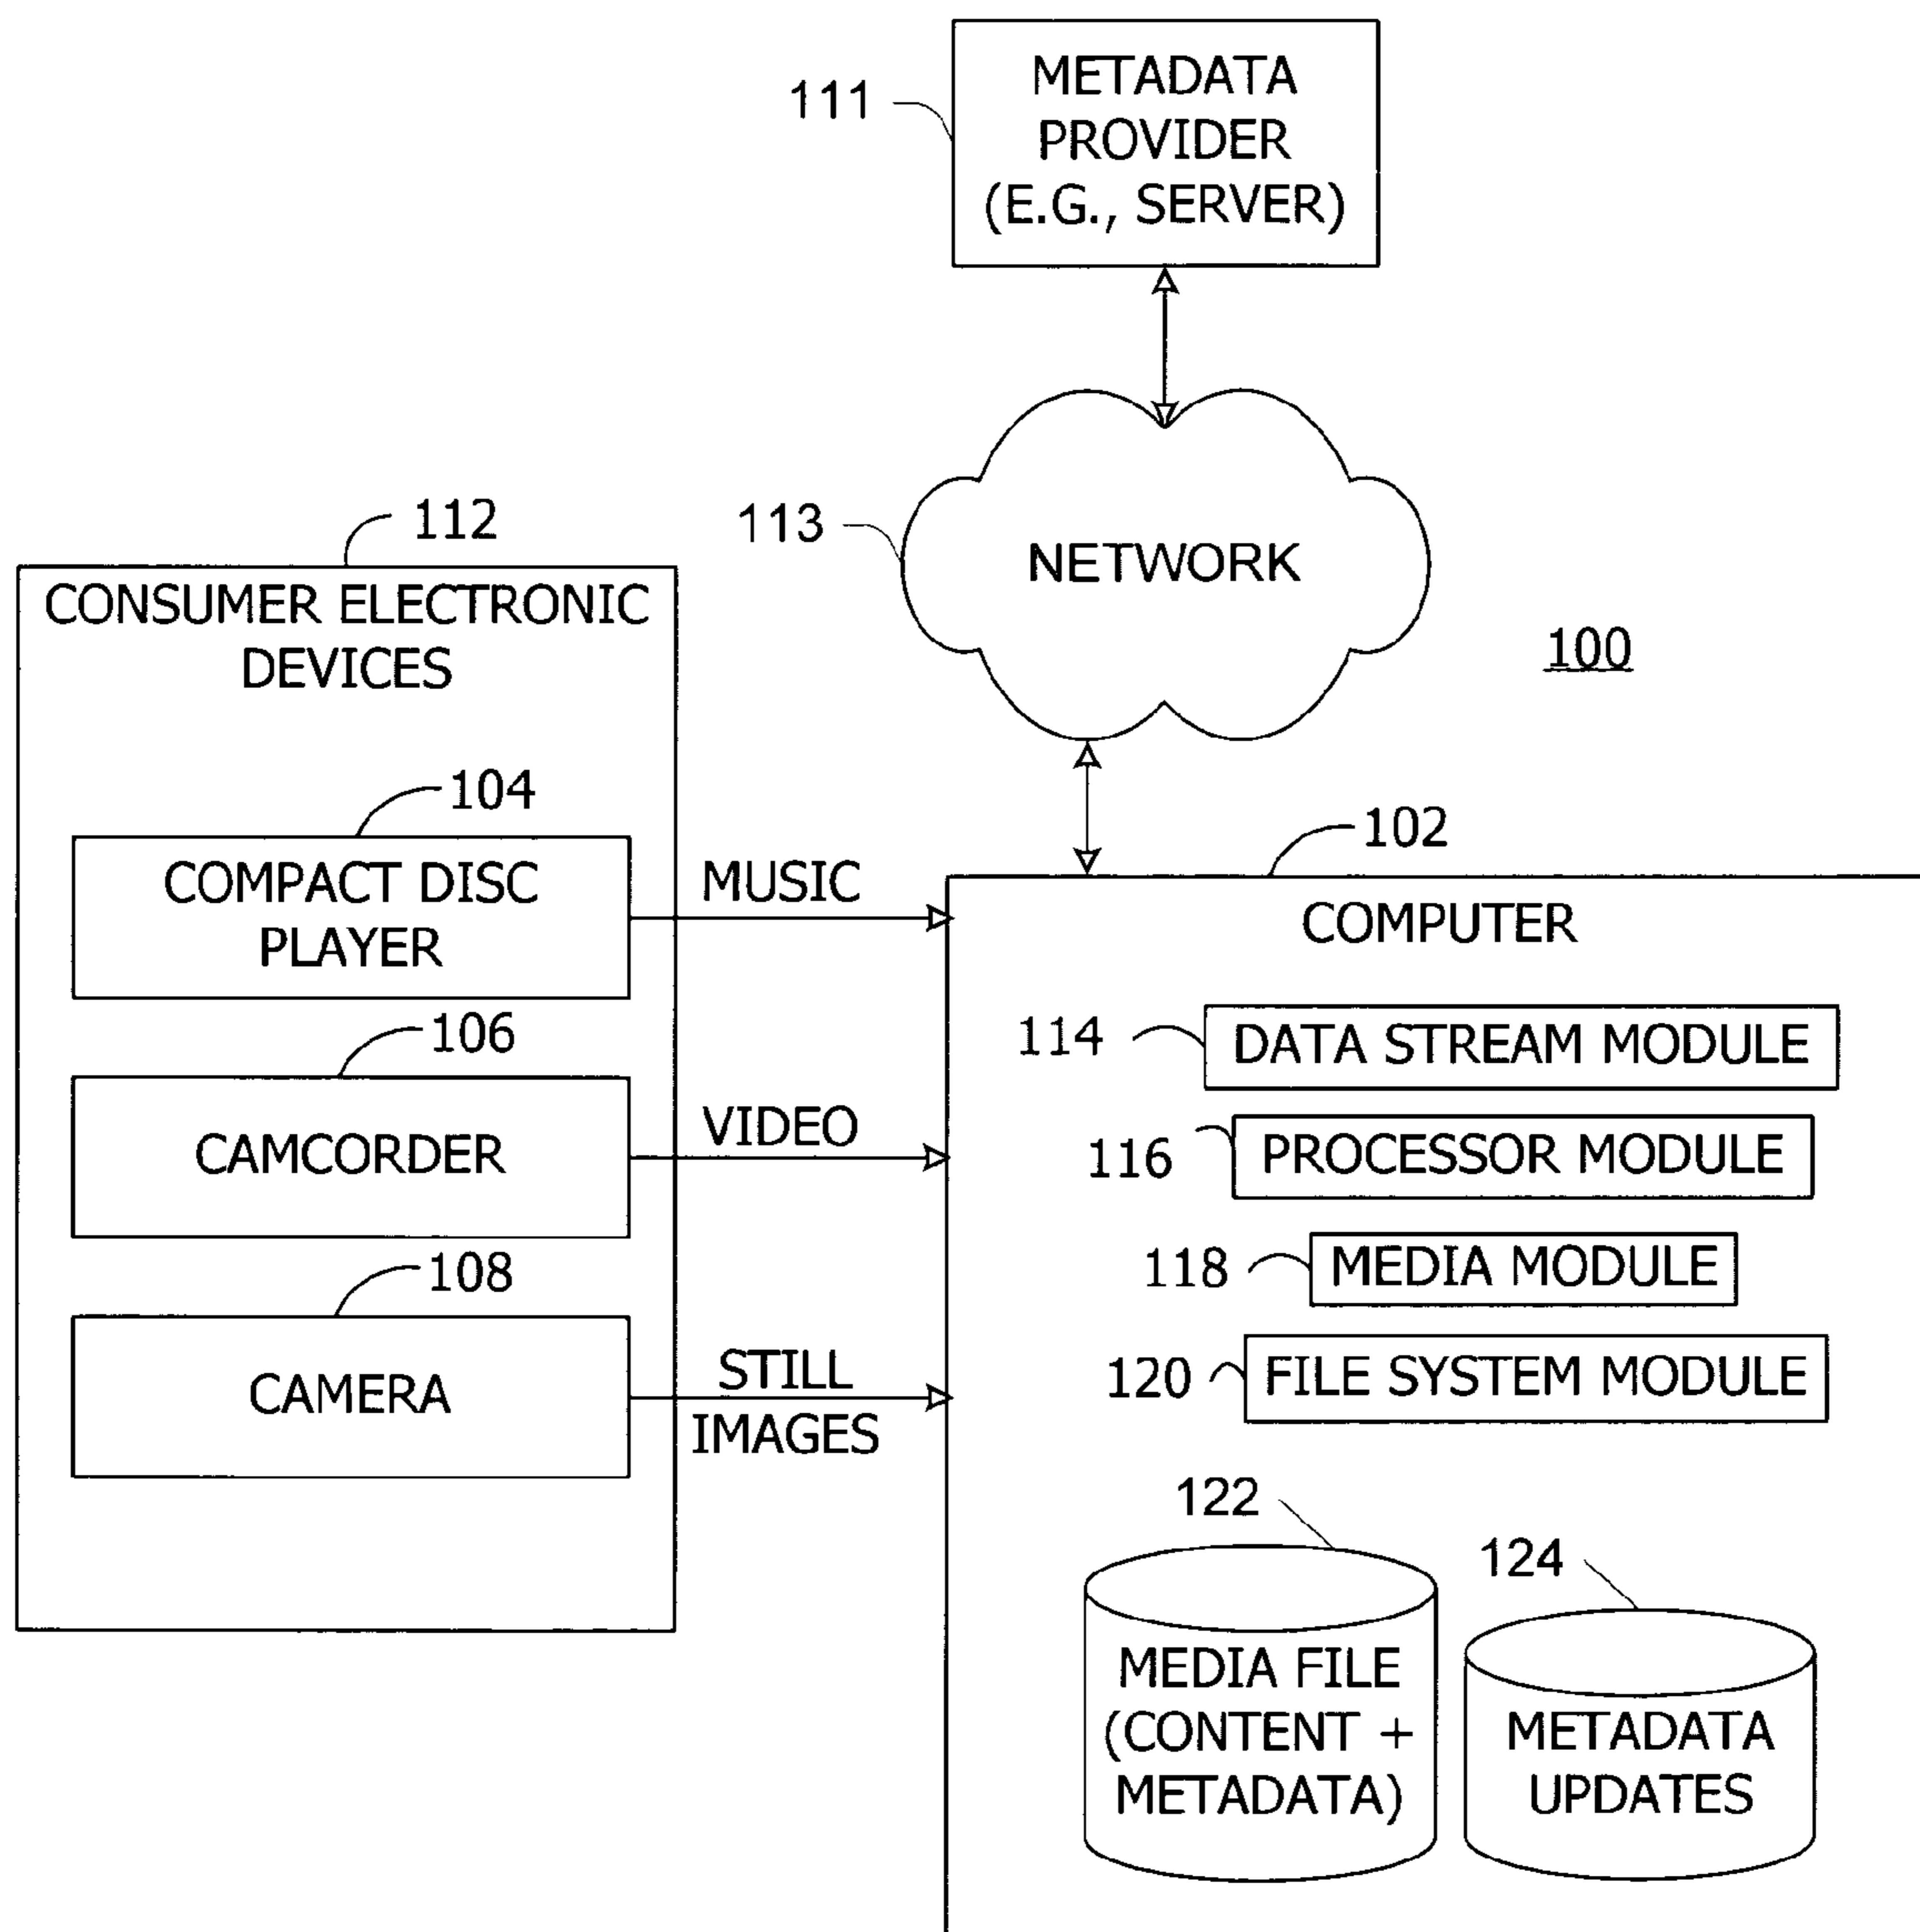 METADATA
PROVIDER
(E.G., SERVER)
111
NETWORK
113
100
112
CONSUMER ELECTRONIC
DEVICES
104
COMPACT DISC
PLAYER
MUSIC
106
CAMCORDER
VIDEO
108
CAMERA
STILL
IMAGES
102
COMPUTER
114
DATA STREAM MODULE
116
PROCESSOR MODULE
118
MEDIA MODULE
120
FILE SYSTEM MODULE
122
MEDIA FILE
(CONTENT +
METADATA)
124
METADATA
UPDATES